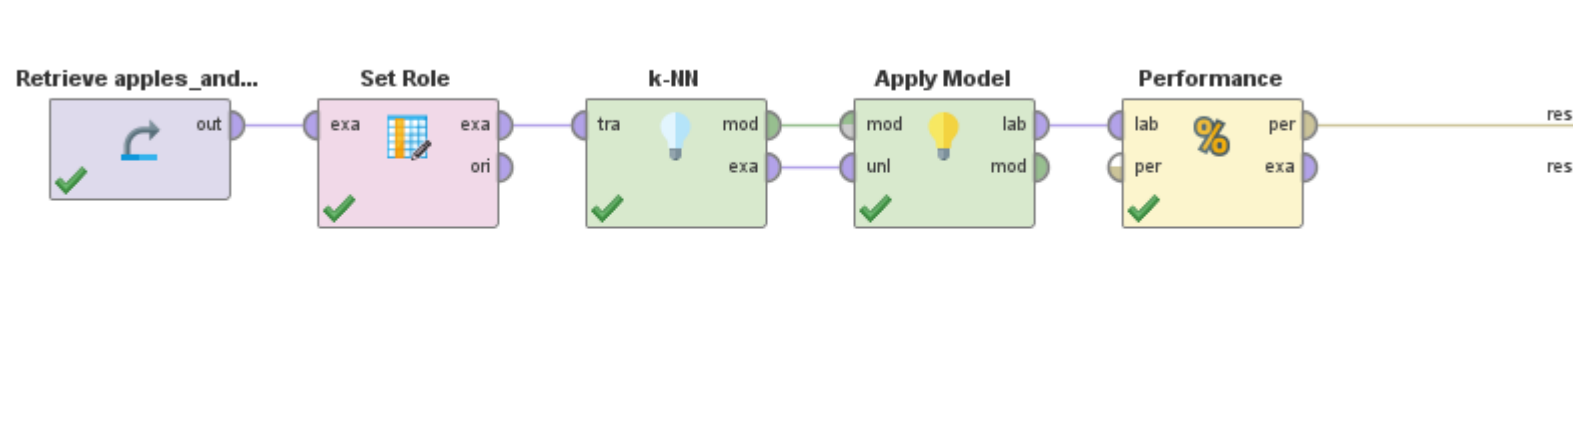 Retrieve apples_and...
Set Role
k-NN
Apply Model
Performance
out
exa
exa
ori
tra
mod
exa
mod
unl
lab
mod
lab
per
per
exa
%
res
res